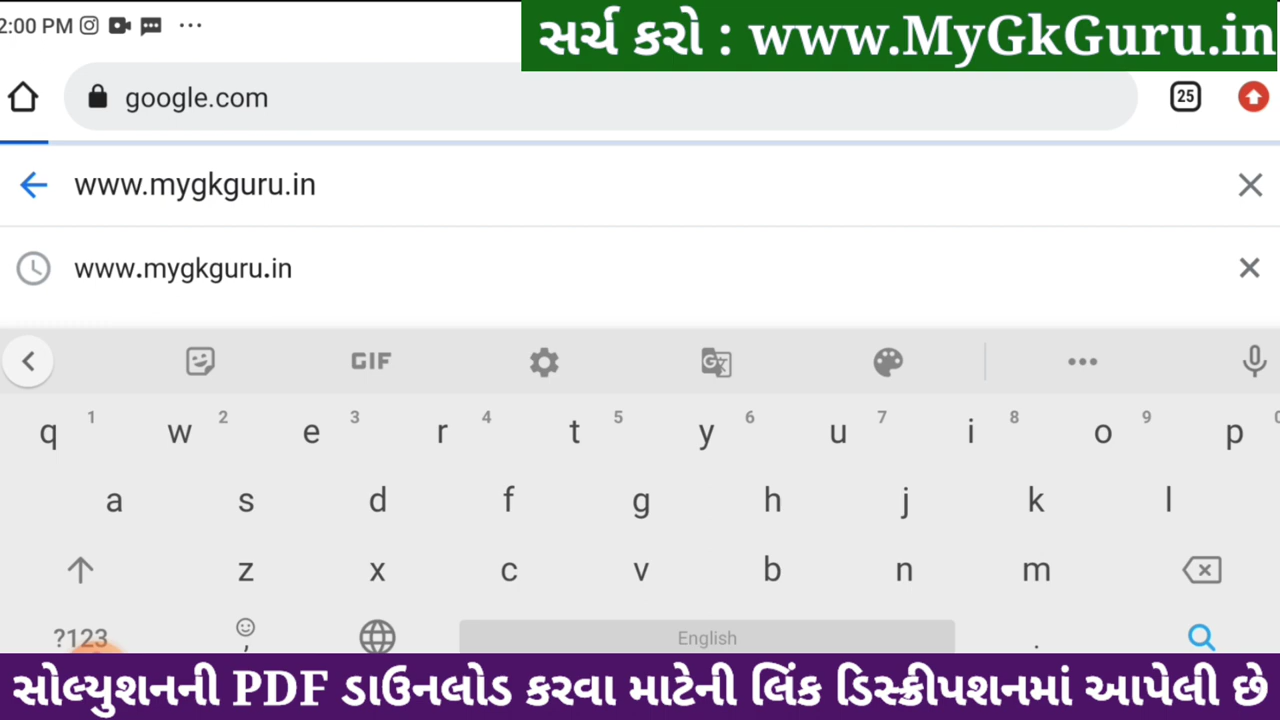 2:00 PM ...
સર્ચ કરો : www.MyGkGuru.in
google.com
25
www.mygkguru.in
www.mygkguru.in
GIF
q 1 w 2 e 3 r 4 t 5 y 6 u 7 i 8 o 9 p 0
a s d f g h j k l
z x c v b n m
?123 , English .
સોલ્યુશનની PDF ડાઉનલોડ કરવા માટેની લિંક ડિસ્ક્રીપશનમાં આપેલી છે